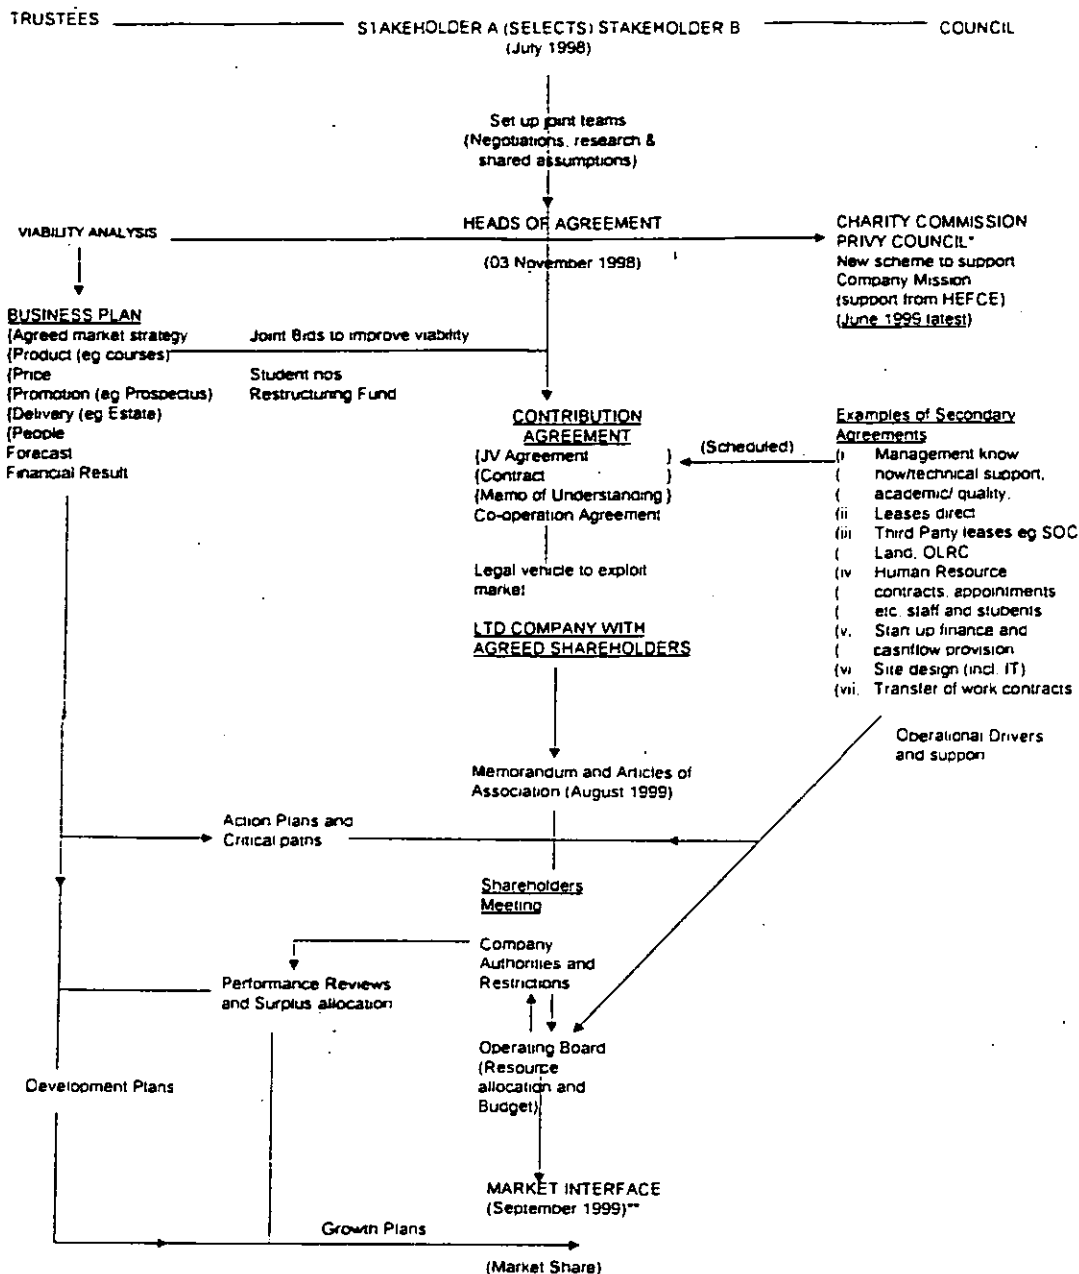 TRUSTEES
STAKEHOLDER A (SELECTS) STAKEHOLDER B
COUNCIL
(July 1998)
Set up joint teams
(Negotiations, research &
shared assumptions)
VIABILITY ANALYSIS
HEADS OF AGREEMENT
(03 November 1998)
CHARITY COMMISSION
PRIVY COUNCIL*
New scheme to support
Company Mission
(support from HEFCE)
(June 1999 latest)
BUSINESS PLAN
{Agreed market strategy
{Product (eg courses)
{Price
{Promotion (eg Prospectus)
{Delivery (eg Estate)
{People
Forecast
Financial Result
Joint Bids to improve viability
Student nos
Restructuring Fund
CONTRIBUTION
AGREEMENT
{JV Agreement }
{Contract }
{Memo of Understanding }
Co-operation Agreement
(Scheduled)
Examples of Secondary
Agreements
(i Management know
( how/technical support,
( academic/ quality,
(ii Leases direct
(iii Third Party leases eg SOC
( Land, OLRC
(iv Human Resource
( contracts, appointments
( etc. staff and students
(v. Start up finance and
( cashflow provision
(vi Site design (incl. IT)
(vii. Transfer of work contracts
Legal vehicle to exploit
market
LTD COMPANY WITH
AGREED SHAREHOLDERS
Operational Drivers
and support
Memorandum and Articles of
Association (August 1999)
Action Plans and
Critical paths
Shareholders
Meeting
Company
Authorities and
Restrictions
Performance Reviews
and Surplus allocation
Operating Board
(Resource
allocation and
Budget)
Development Plans
MARKET INTERFACE
(September 1999)**
Growth Plans
(Market Share)